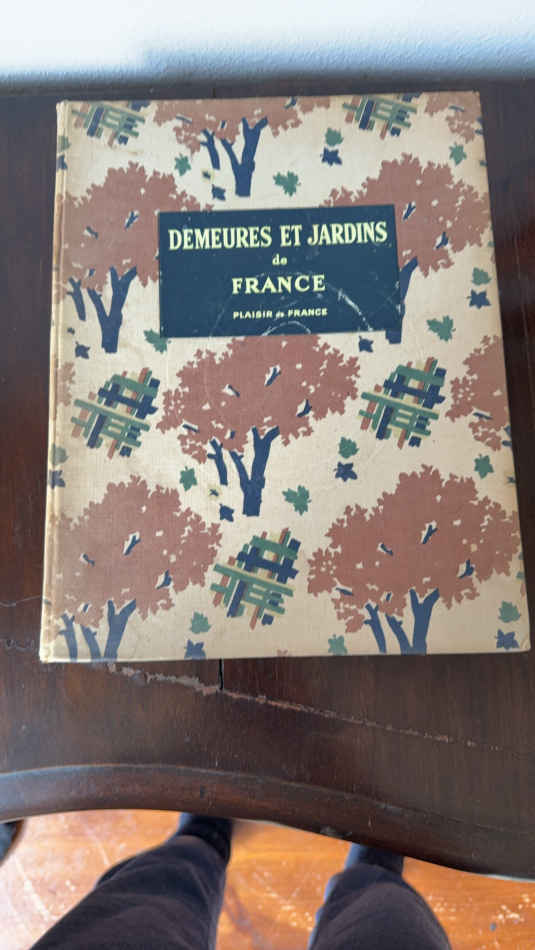 DEMEURES ET JARDINS
de
FRANCE
PLAISIR de FRANCE